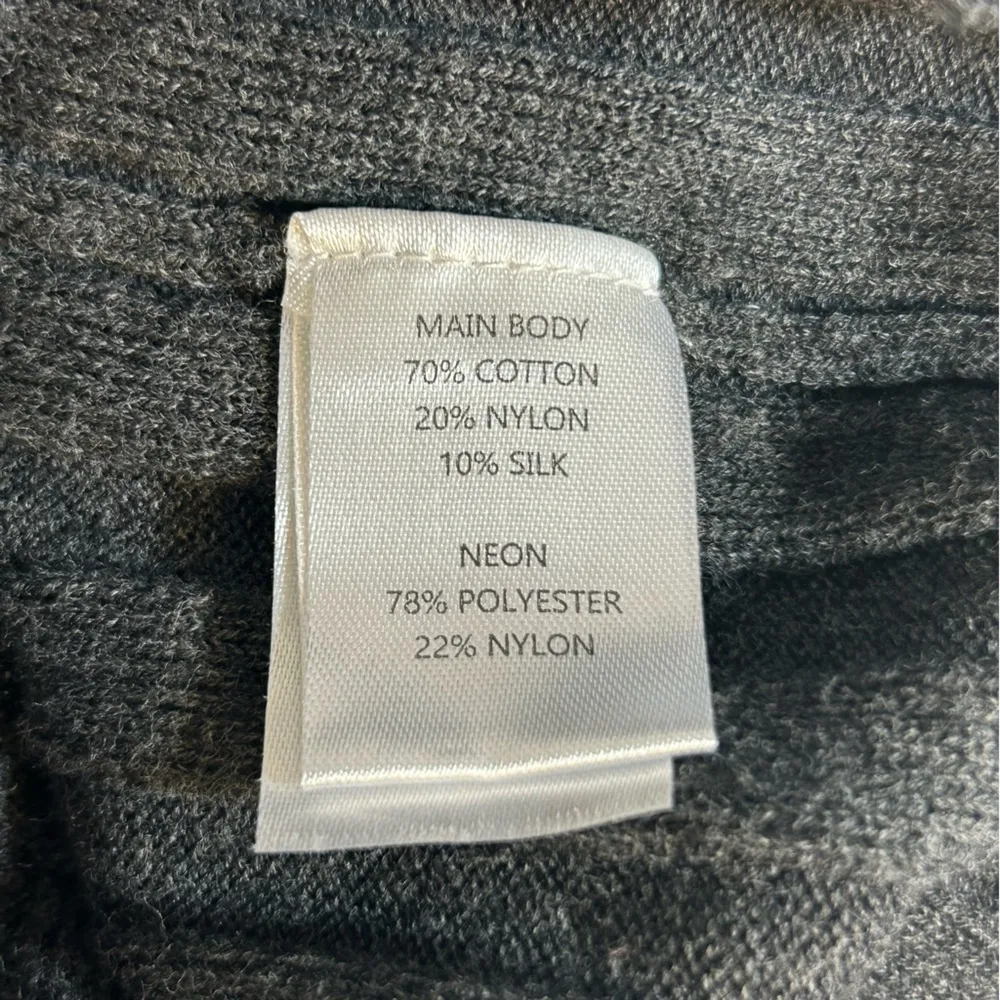 MAIN BODY
70% COTTON
20% NYLON
10% SILK
NEON
78% POLYESTER
22% NYLON